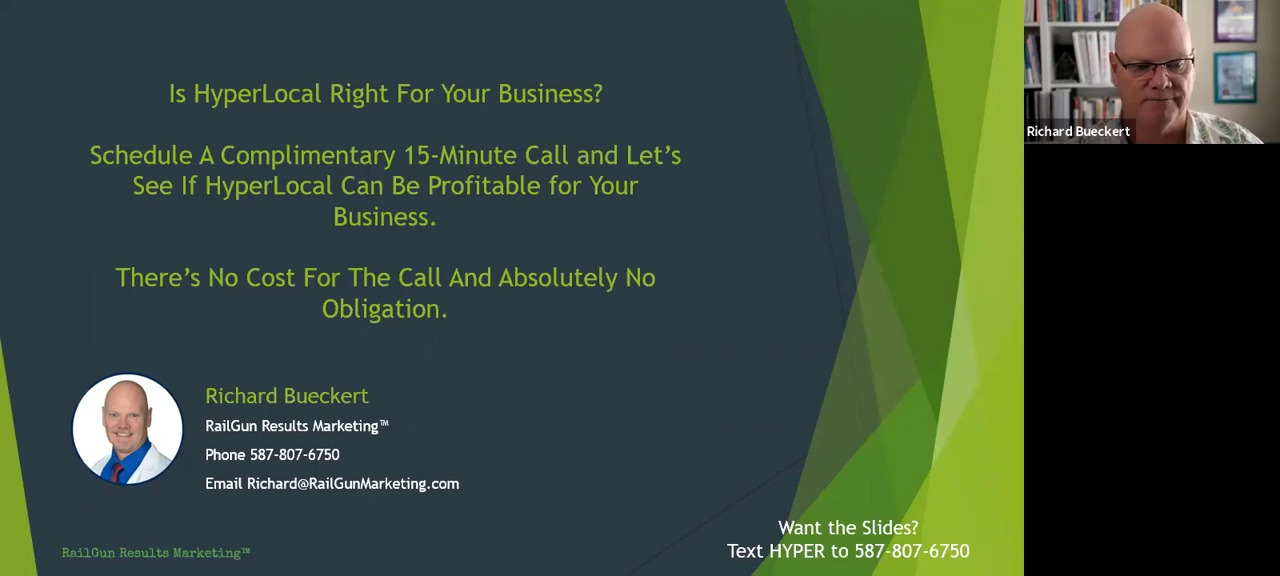 Is HyperLocal Right For Your Business?
Schedule A Complimentary 15-Minute Call and Let's
See If HyperLocal Can Be Profitable for Your
Business.
There's No Cost For The Call And Absolutely No
Obligation.
Richard Bueckert
RailGun Results Marketing™
Phone 587-807-6750
Email Richard@RailGunMarketing.com
Want the Slides?
Text HYPER to 587-807-6750
RailGun Results Marketing™
Richard Bueckert